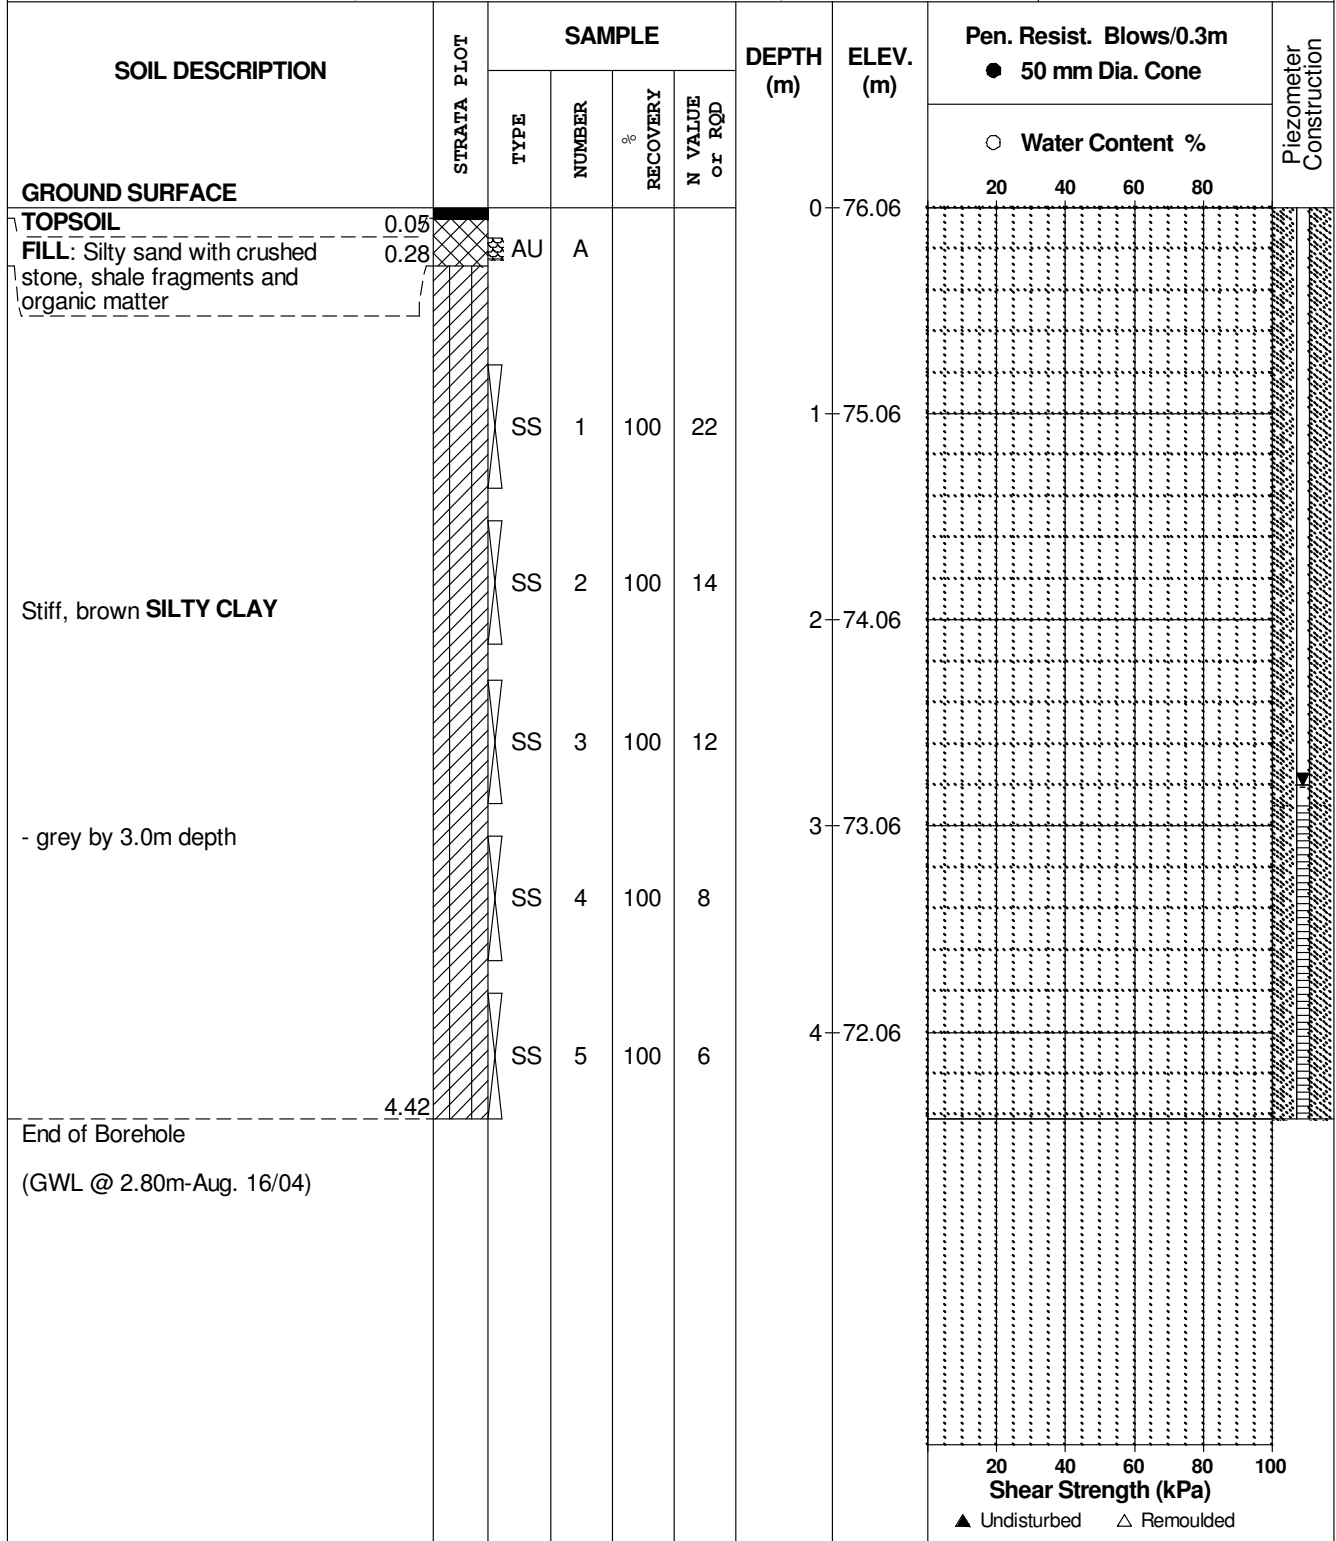 SOIL DESCRIPTION
STRATA PLOT
SAMPLE
TYPE
NUMBER
%
RECOVERY
N VALUE
or RQD
DEPTH
(m)
ELEV.
(m)
Pen. Resist. Blows/0.3m
● 50 mm Dia. Cone
○ Water Content %
20 40 60 80
Piezometer
Construction
GROUND SURFACE
0 76.06
TOPSOIL 0.05
FILL: Silty sand with crushed 0.28
stone, shale fragments and
organic matter
AU A
1 75.06
SS 1 100 22
SS 2 100 14
Stiff, brown SILTY CLAY
2 74.06
SS 3 100 12
3 73.06
- grey by 3.0m depth
SS 4 100 8
4 72.06
SS 5 100 6
4.42
End of Borehole
(GWL @ 2.80m-Aug. 16/04)
20 40 60 80 100
Shear Strength (kPa)
▲ Undisturbed △ Remoulded